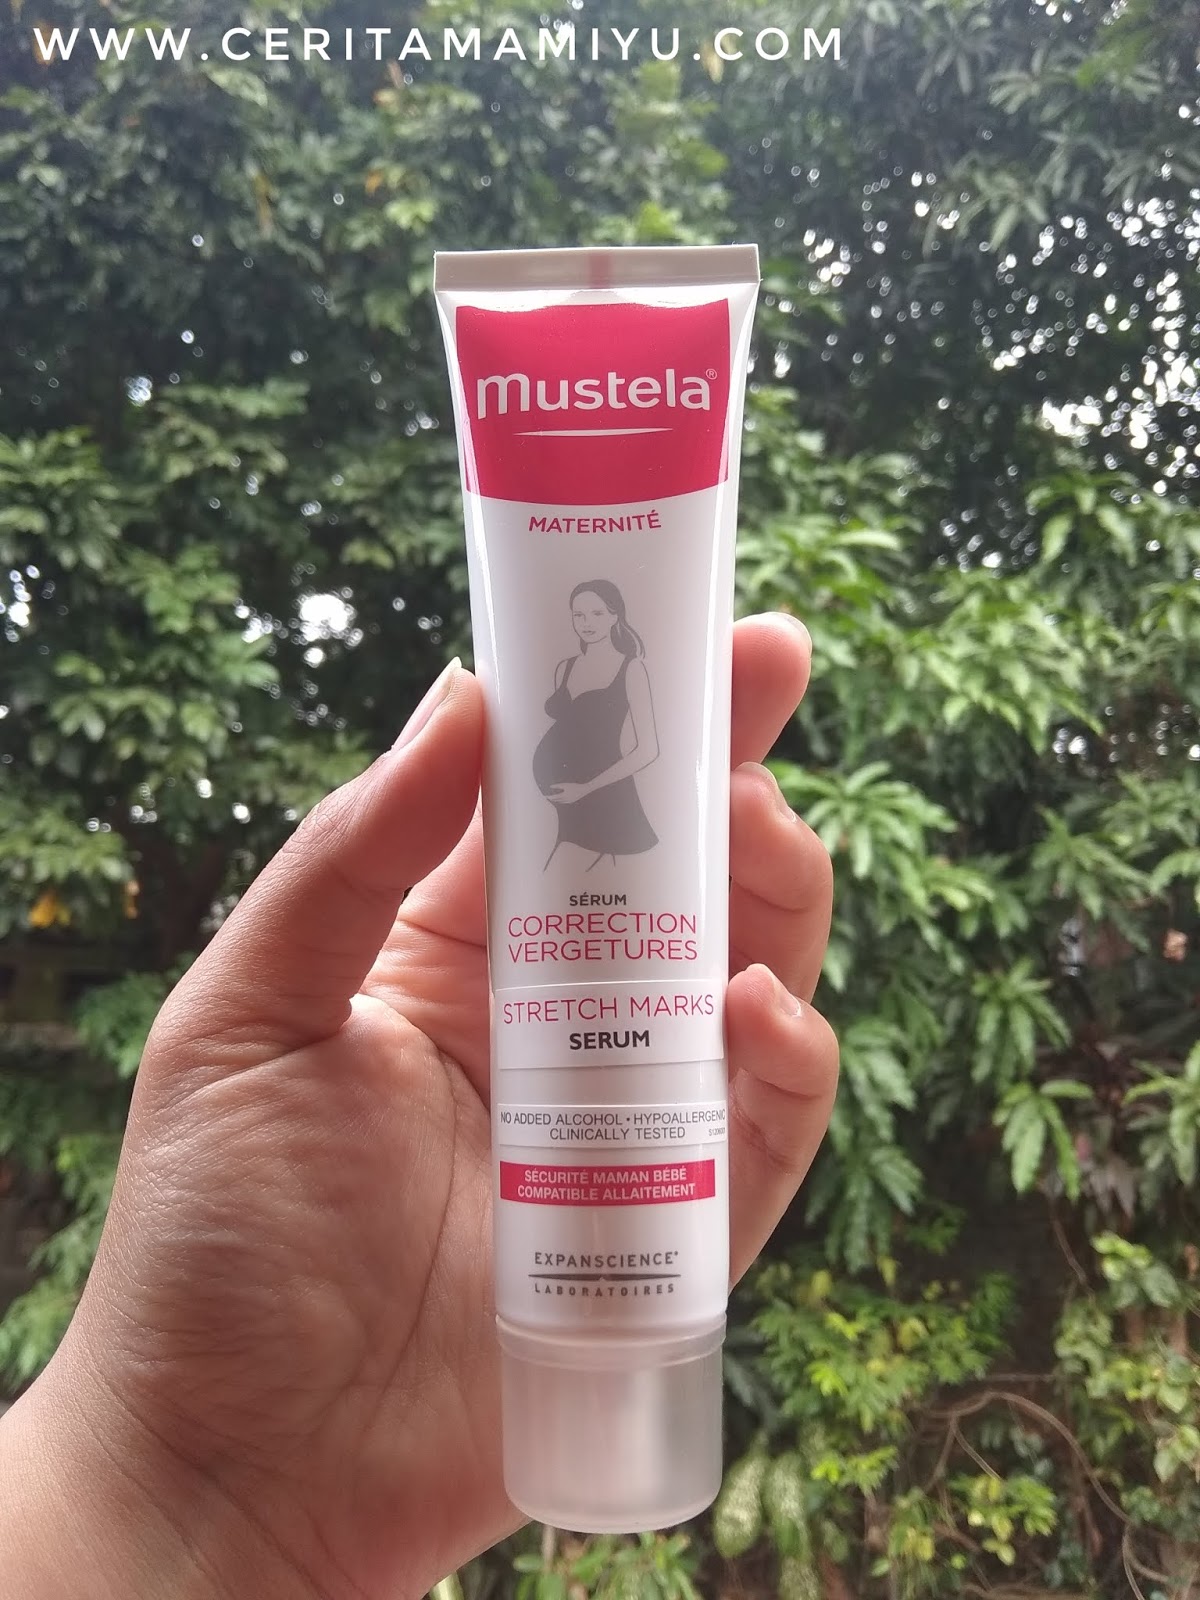 WWW.CERITAMAMIYU.COM
mustela®
MATERNITÉ
SÉRUM
CORRECTION
VERGETURES
STRETCH MARKS
SERUM
NO ADDED ALCOHOL • HYPOALLERGENIC
CLINICALLY TESTED
SÉCURITÉ MAMAN BÉBÉ
COMPATIBLE ALLAITEMENT
EXPANSCIENCE®
LABORATOIRES